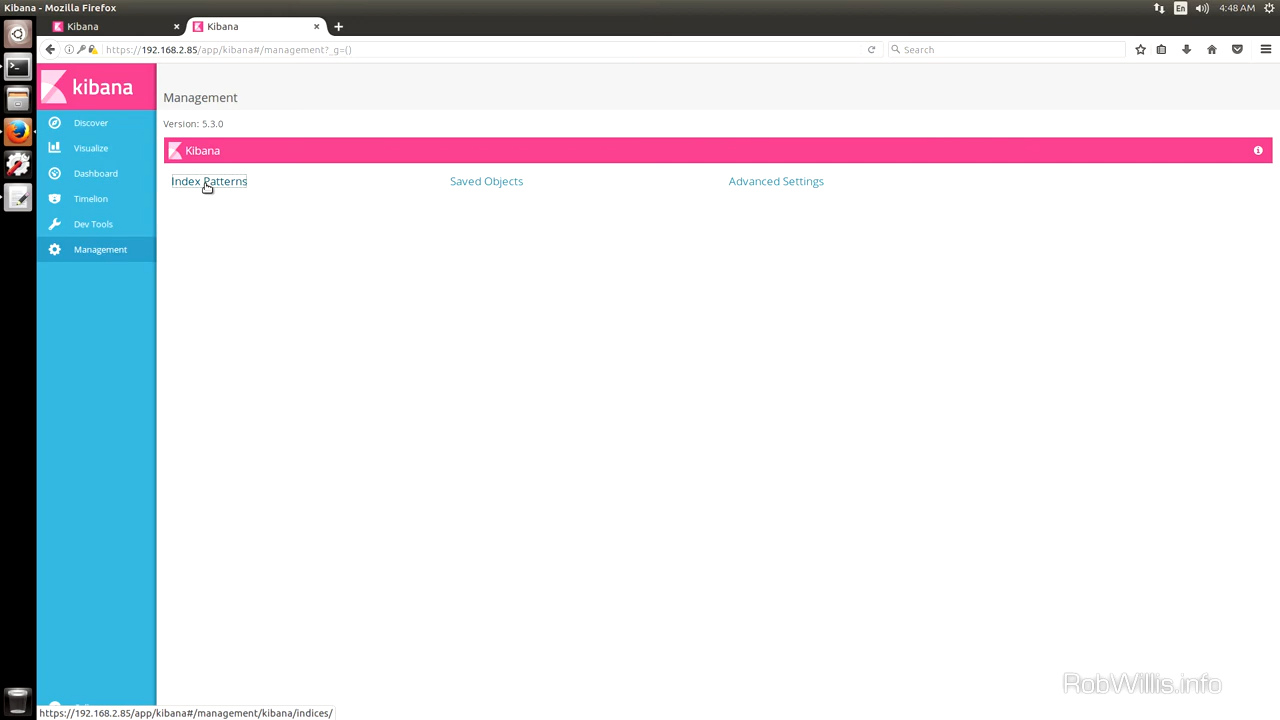 Kibana - Mozilla Firefox
En
4:48 AM
Kibana
Kibana
https://192.168.2.85/app/kibana#/management?_g=()
Search
kibana
Management
Version: 5.3.0
Discover
Visualize
Dashboard
Timelion
Dev Tools
Management
Kibana
Index Patterns
Saved Objects
Advanced Settings
RobWillis.info
https://192.168.2.85/app/kibana#/management/kibana/indices/